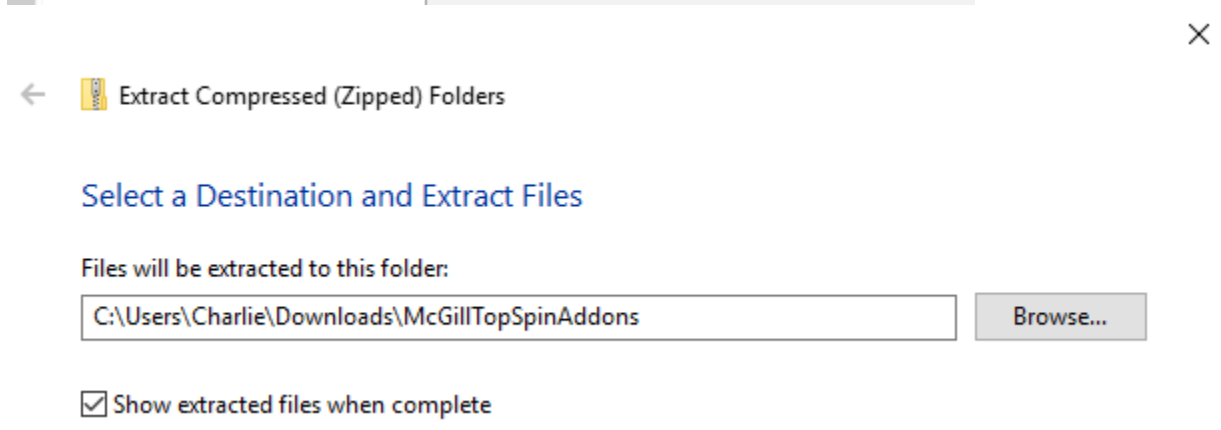 Extract Compressed (Zipped) Folders
Select a Destination and Extract Files
Files will be extracted to this folder:
C:\Users\Charlie\Downloads\McGillTopSpinAddons
Browse...
Show extracted files when complete